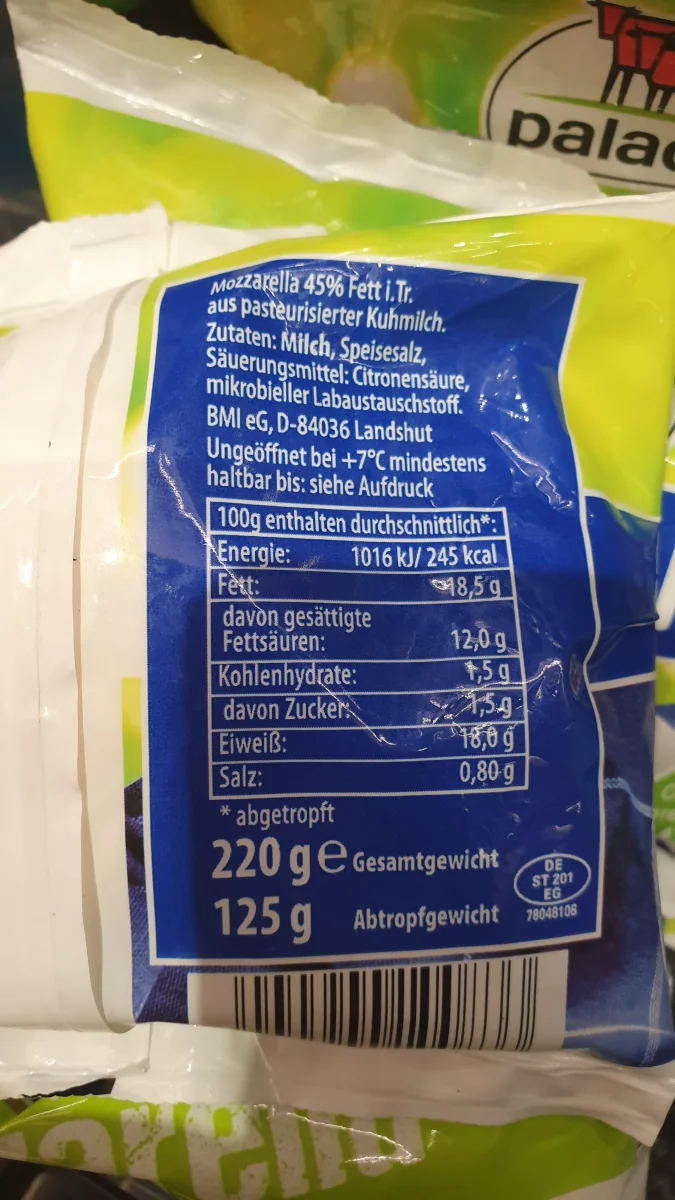 palac
Mozzarella 45% Fett i.Tr.
aus pasteurisierter Kuhmilch.
Zutaten: Milch, Speisesalz,
Säuerungsmittel: Citronensäure,
mikrobieller Labaustauschstoff.
BMI eG, D-84036 Landshut
Ungeöffnet bei +7°C mindestens
haltbar bis: siehe Aufdruck
100g enthalten durchschnittlich*:
Energie: 1016 kJ/ 245 kcal
Fett: 18,5 g
davon gesättigte
Fettsäuren: 12,0 g
Kohlenhydrate: 1,5 g
davon Zucker: 1,5 g
Eiweiß: 18,0 g
Salz: 0,80 g
* abgetropft
220 g e Gesamtgewicht
125 g Abtropfgewicht
DE
ST 201
EG
78048106